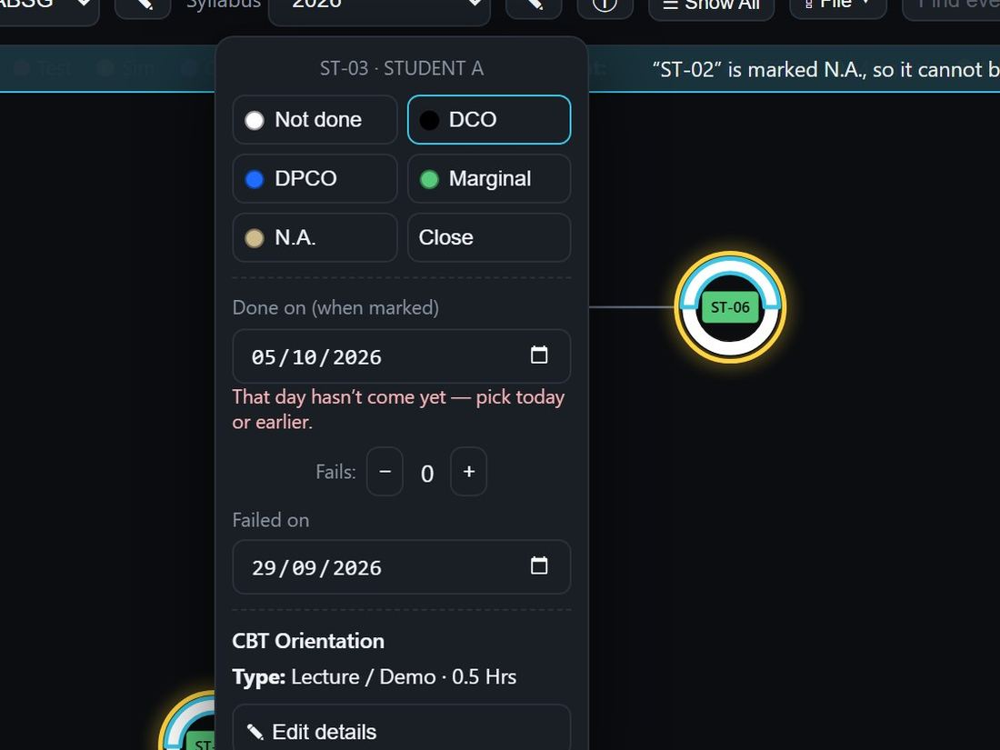 Syllabus
2026
Show All
File
ST-03 · STUDENT A
“ST-02” is marked N.A., so it cannot b
Not done
DCO
DPCO
Marginal
N.A.
Close
Done on (when marked)
05/10/2026
That day hasn’t come yet — pick today
or earlier.
Fails: − 0 +
Failed on
29/09/2026
CBT Orientation
Type: Lecture / Demo · 0.5 Hrs
Edit details
ST-06
ST-